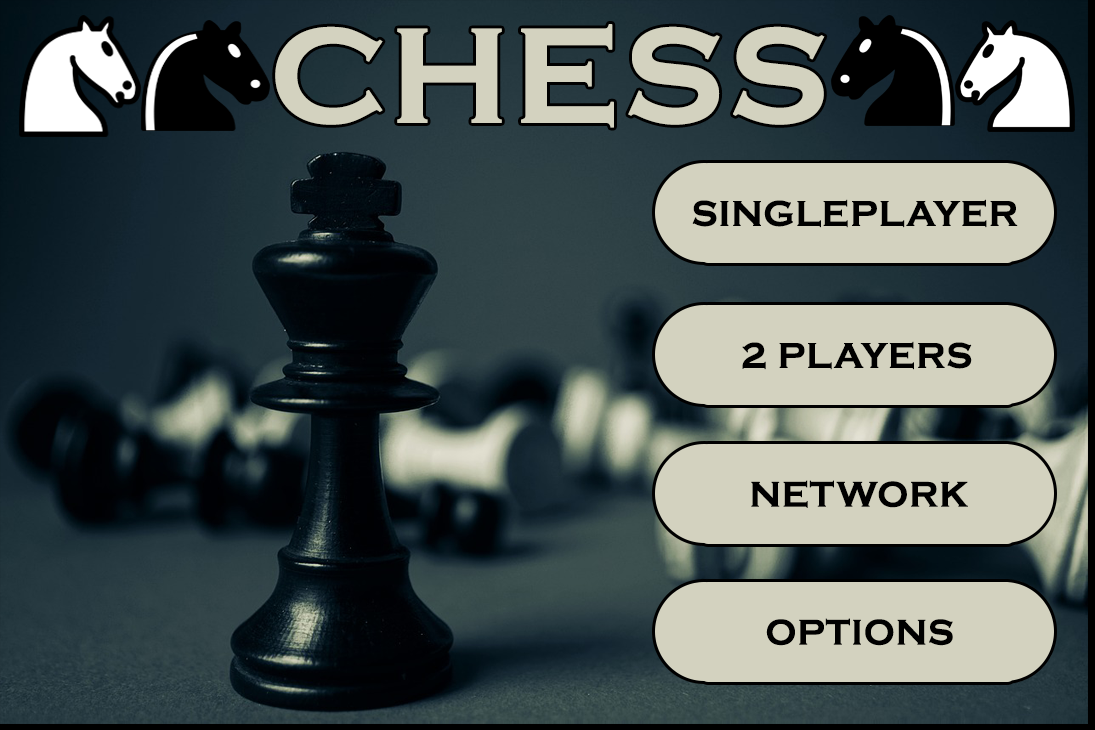 CHESS
SINGLEPLAYER
2 PLAYERS
NETWORK
OPTIONS